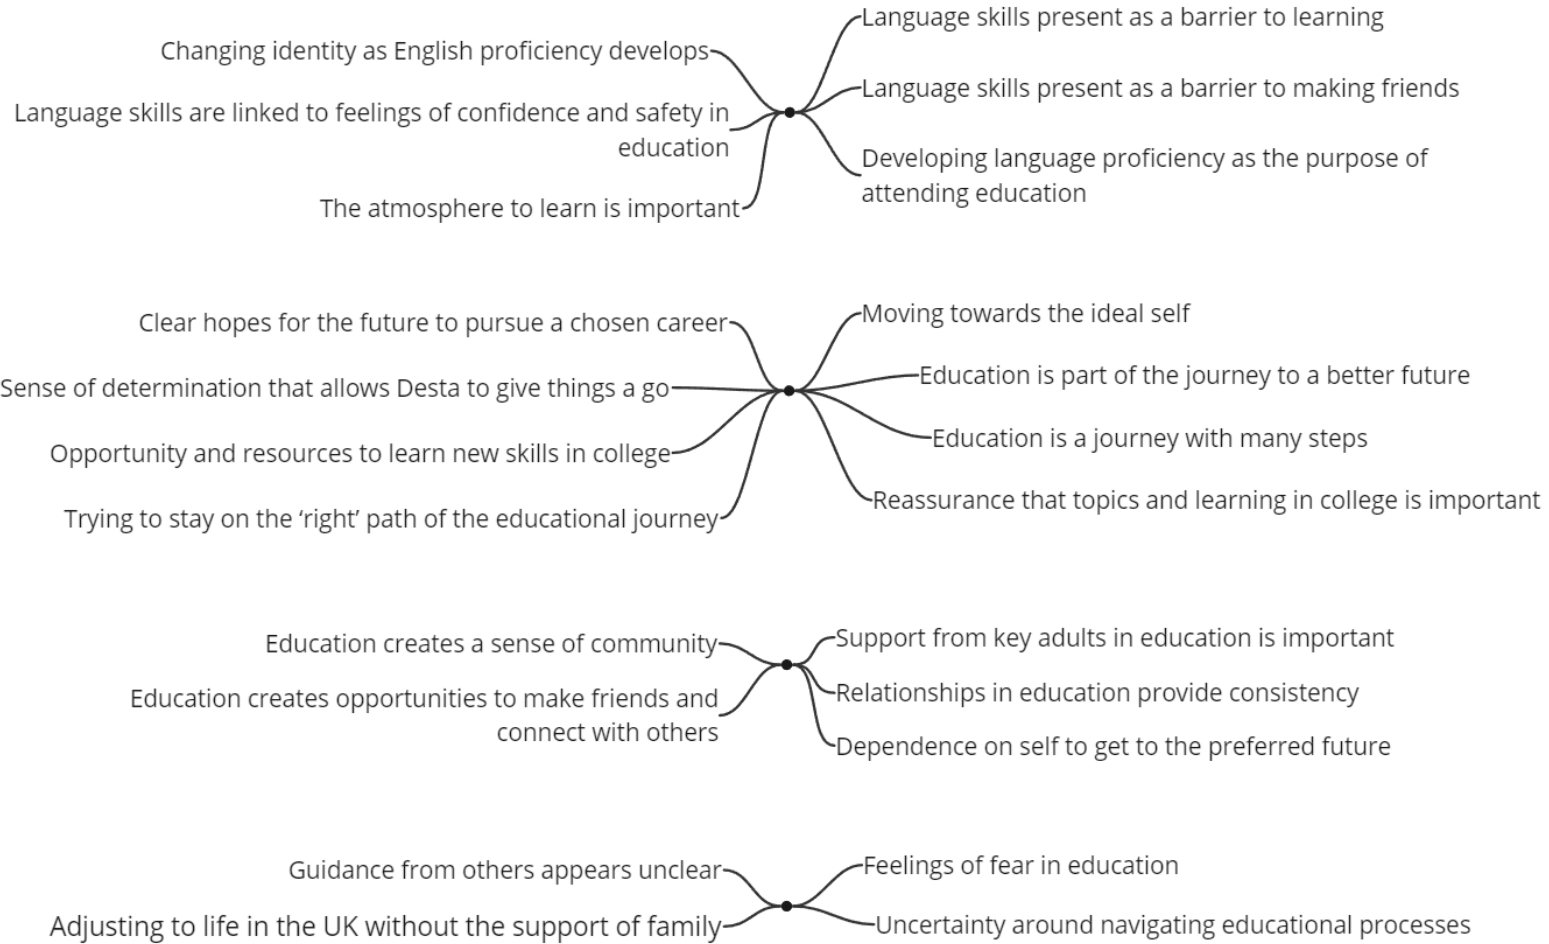 Changing identity as English proficiency develops
Language skills are linked to feelings of confidence and safety in
education
The atmosphere to learn is important
Language skills present as a barrier to learning
Language skills present as a barrier to making friends
Developing language proficiency as the purpose of
attending education
Clear hopes for the future to pursue a chosen career
Sense of determination that allows Desta to give things a go
Opportunity and resources to learn new skills in college
Trying to stay on the ‘right’ path of the educational journey
Moving towards the ideal self
Education is part of the journey to a better future
Education is a journey with many steps
Reassurance that topics and learning in college is important
Education creates a sense of community
Education creates opportunities to make friends and
connect with others
Support from key adults in education is important
Relationships in education provide consistency
Dependence on self to get to the preferred future
Guidance from others appears unclear
Adjusting to life in the UK without the support of family
Feelings of fear in education
Uncertainty around navigating educational processes